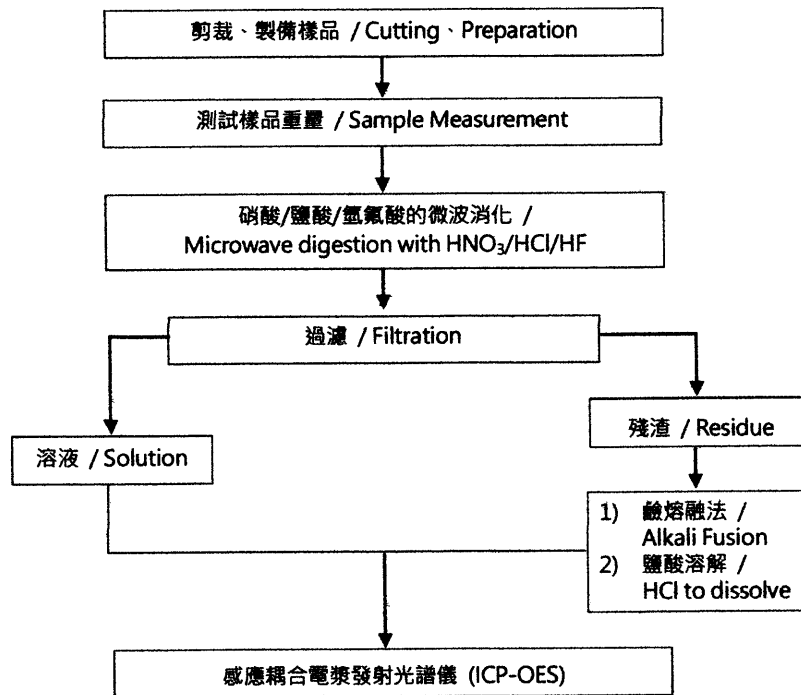 剪裁、製備樣品 / Cutting、Preparation
測試樣品重量 / Sample Measurement
硝酸/鹽酸/氫氟酸的微波消化 /
Microwave digestion with HNO₃/HCl/HF
過濾 / Filtration
溶液 / Solution
殘渣 / Residue
1) 鹼熔融法 /
Alkali Fusion
2) 鹽酸溶解 /
HCl to dissolve
感應耦合電漿發射光譜儀 (ICP-OES)